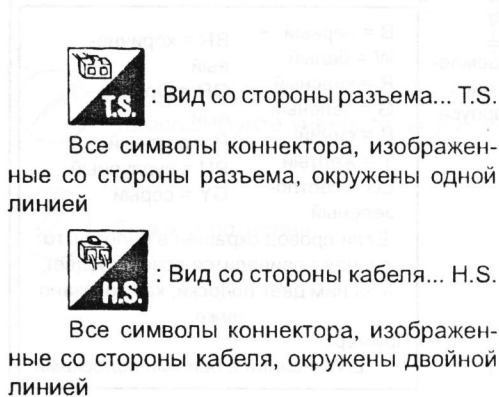 T.S.
: Вид со стороны разъема... T.S.
Все символы коннектора, изображен-
ные со стороны разъема, окружены одной
линией
H.S.
: Вид со стороны кабеля... H.S.
Все символы коннектора, изображен-
ные со стороны кабеля, окружены двойной
линией